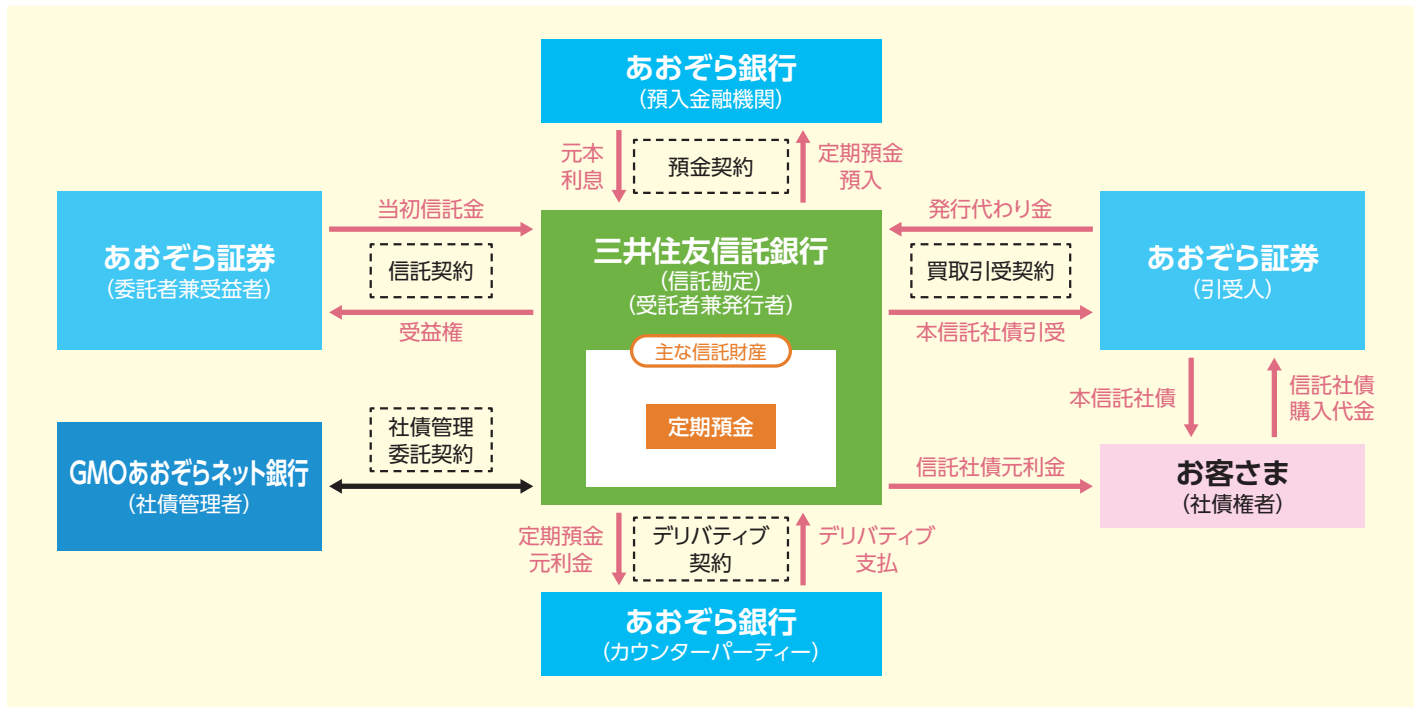 あおぞら銀行
（預入金融機関）
元本
利息
預金契約
定期預金
預入
当初信託金
発行代わり金
あおぞら証券
（委託者兼受益者）
信託契約
三井住友信託銀行
（信託勘定）
（受託者兼発行者）
買取引受契約
あおぞら証券
（引受人）
受益権
本信託社債引受
主な信託財産
定期預金
本信託社債
信託社債
購入代金
社債管理
委託契約
GMOあおぞらネット銀行
（社債管理者）
信託社債元利金
お客さま
（社債権者）
定期預金
元利金
デリバティブ
契約
デリバティブ
支払
あおぞら銀行
（カウンターパーティー）